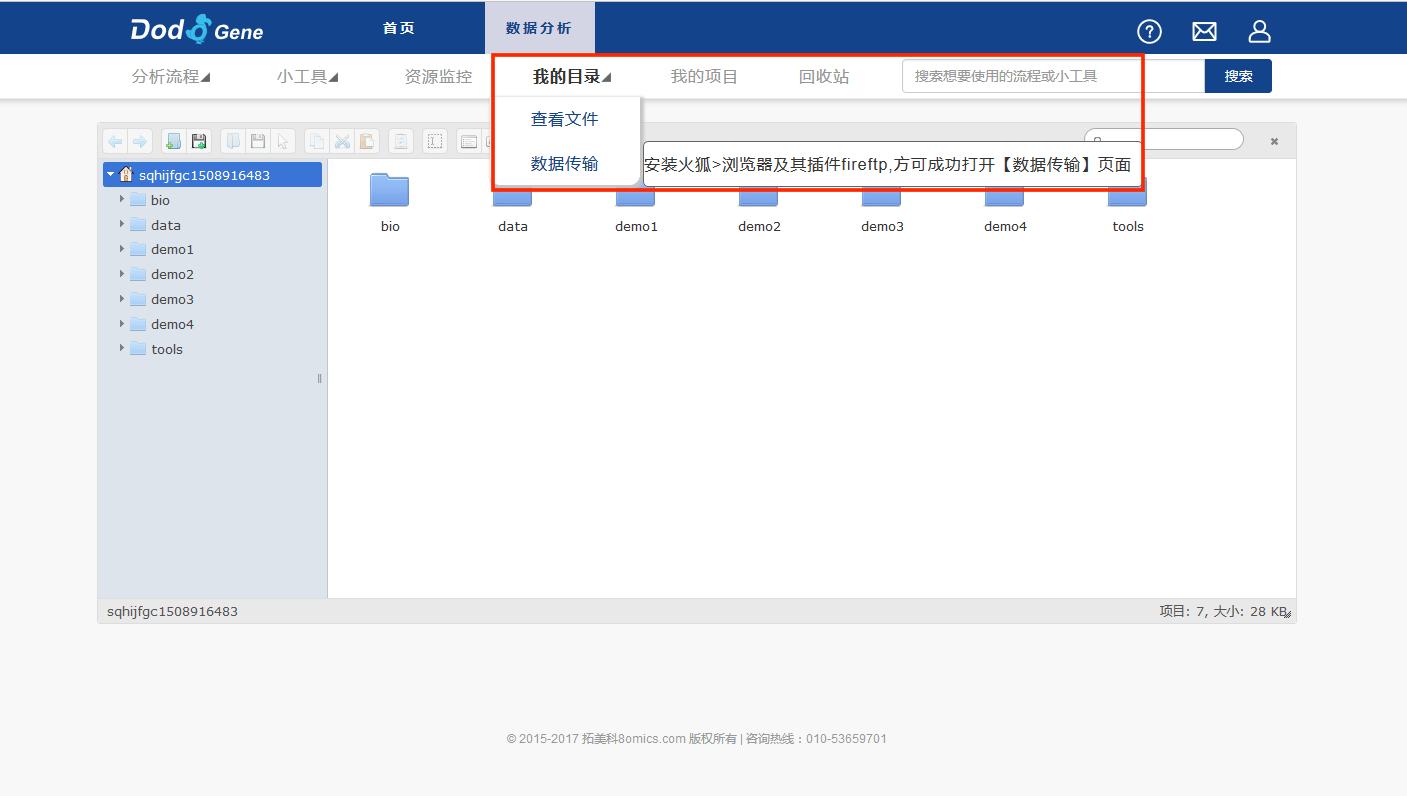 Dodo Gene
首页
数据分析
分析流程
小工具
资源监控
我的目录
我的项目
回收站
搜索想要使用的流程或小工具
搜索
查看文件
数据传输
安装火狐>浏览器及其插件fireftp,方可成功打开【数据传输】页面
sqhijfgc1508916483
bio
data
demo1
demo2
demo3
demo4
tools
bio
data
demo1
demo2
demo3
demo4
tools
sqhijfgc1508916483
项目: 7, 大小: 28 KB
© 2015-2017 拓美科8omics.com 版权所有 | 咨询热线：010-53659701